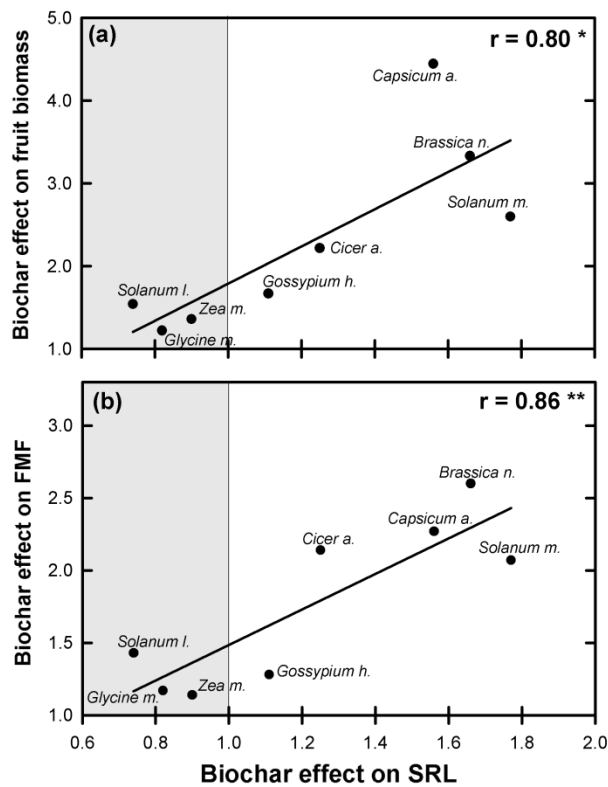 (a)
r = 0.80 *
5.0
4.0
3.0
2.0
1.0
Biochar effect on fruit biomass
Capsicum a.
Brassica n.
Solanum m.
Cicer a.
Gossypium h.
Solanum l.
Zea m.
Glycine m.
(b)
r = 0.86 **
3.0
2.5
2.0
1.5
1.0
Biochar effect on FMF
Brassica n.
Capsicum a.
Cicer a.
Solanum m.
Solanum l.
Gossypium h.
Glycine m.
Zea m.
0.6 0.8 1.0 1.2 1.4 1.6 1.8 2.0
Biochar effect on SRL